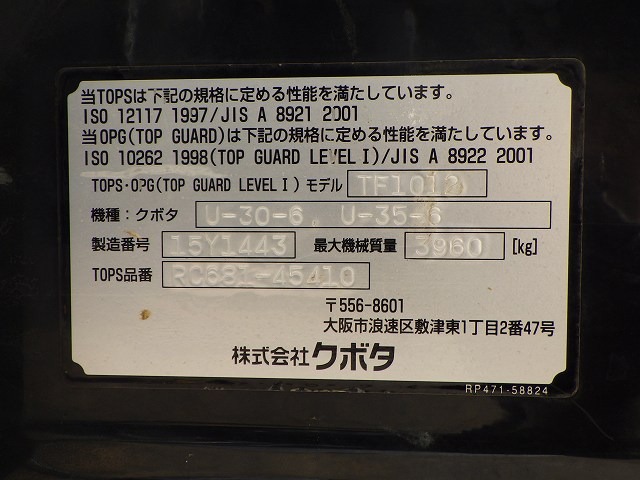 当TOPSは下記の規格に定める性能を満たしています。
ISO 12117 1997/JIS A 8921 2001
当OPG(TOP GUARD)は下記の規格に定める性能を満たしています。
ISO 10262 1998(TOP GUARD LEVEL I)/JIS A 8922 2001
TOPS・OPG(TOP GUARD LEVEL I) モデル TF1012
機種：クボタ U-30-6, U-35-6
製造番号 15Y1443 最大機械質量 3960 [kg]
TOPS品番 RC681-45410
〒556-8601
大阪市浪速区敷津東1丁目2番47号
株式会社クボタ
RP471-58824